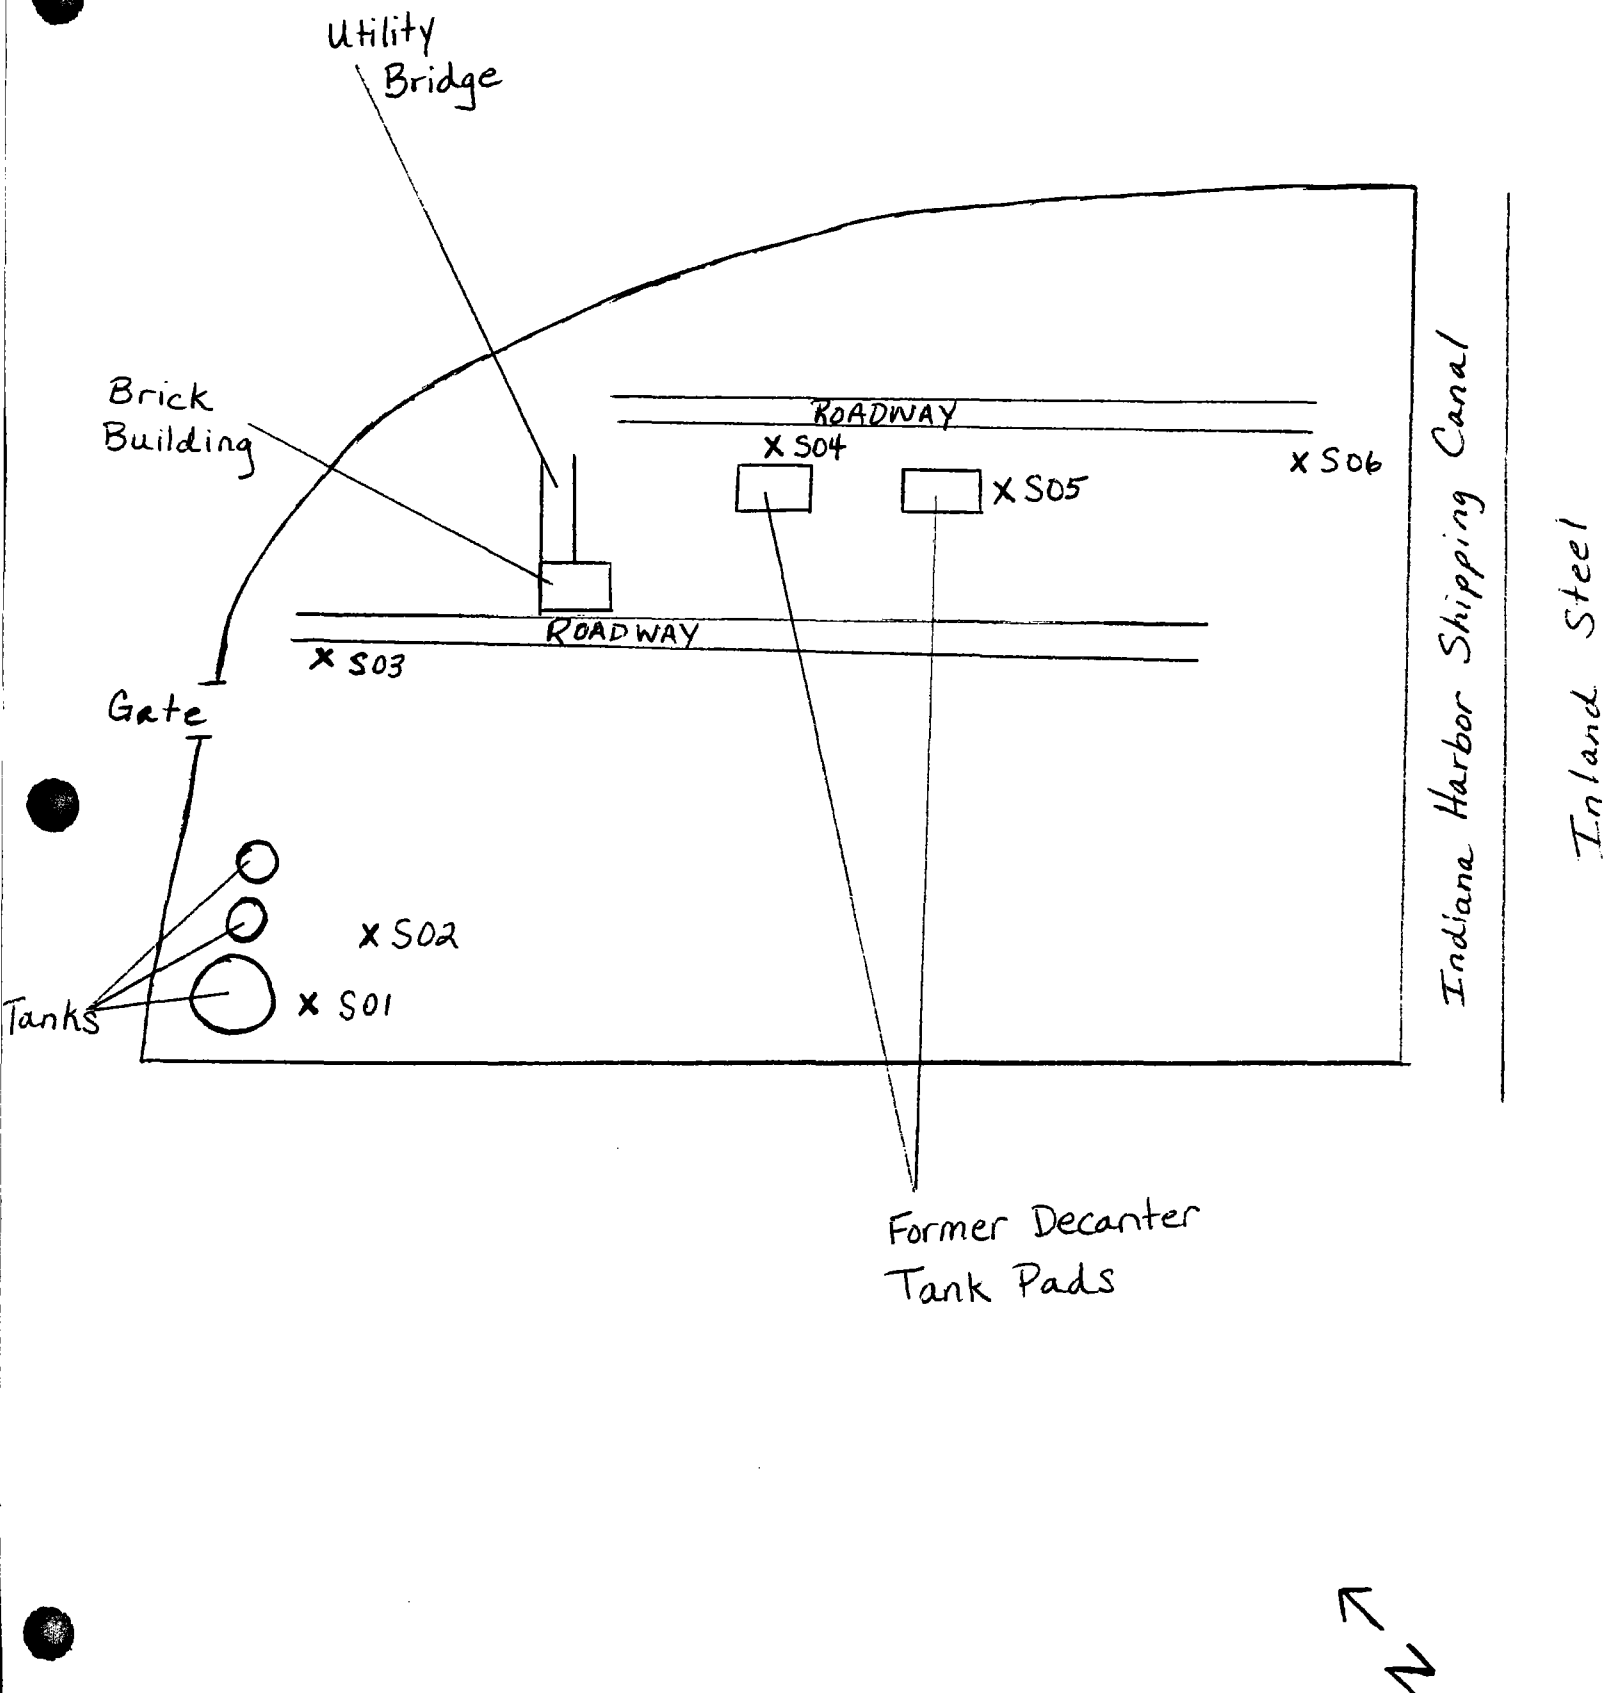 Utility
Bridge
Brick
Building
ROADWAY
X S04
X S05
X S06
ROADWAY
X S03
Gate
X S02
X S01
Tanks
Indiana Harbor Shipping Canal
Inland Steel
Former Decanter
Tank Pads
N